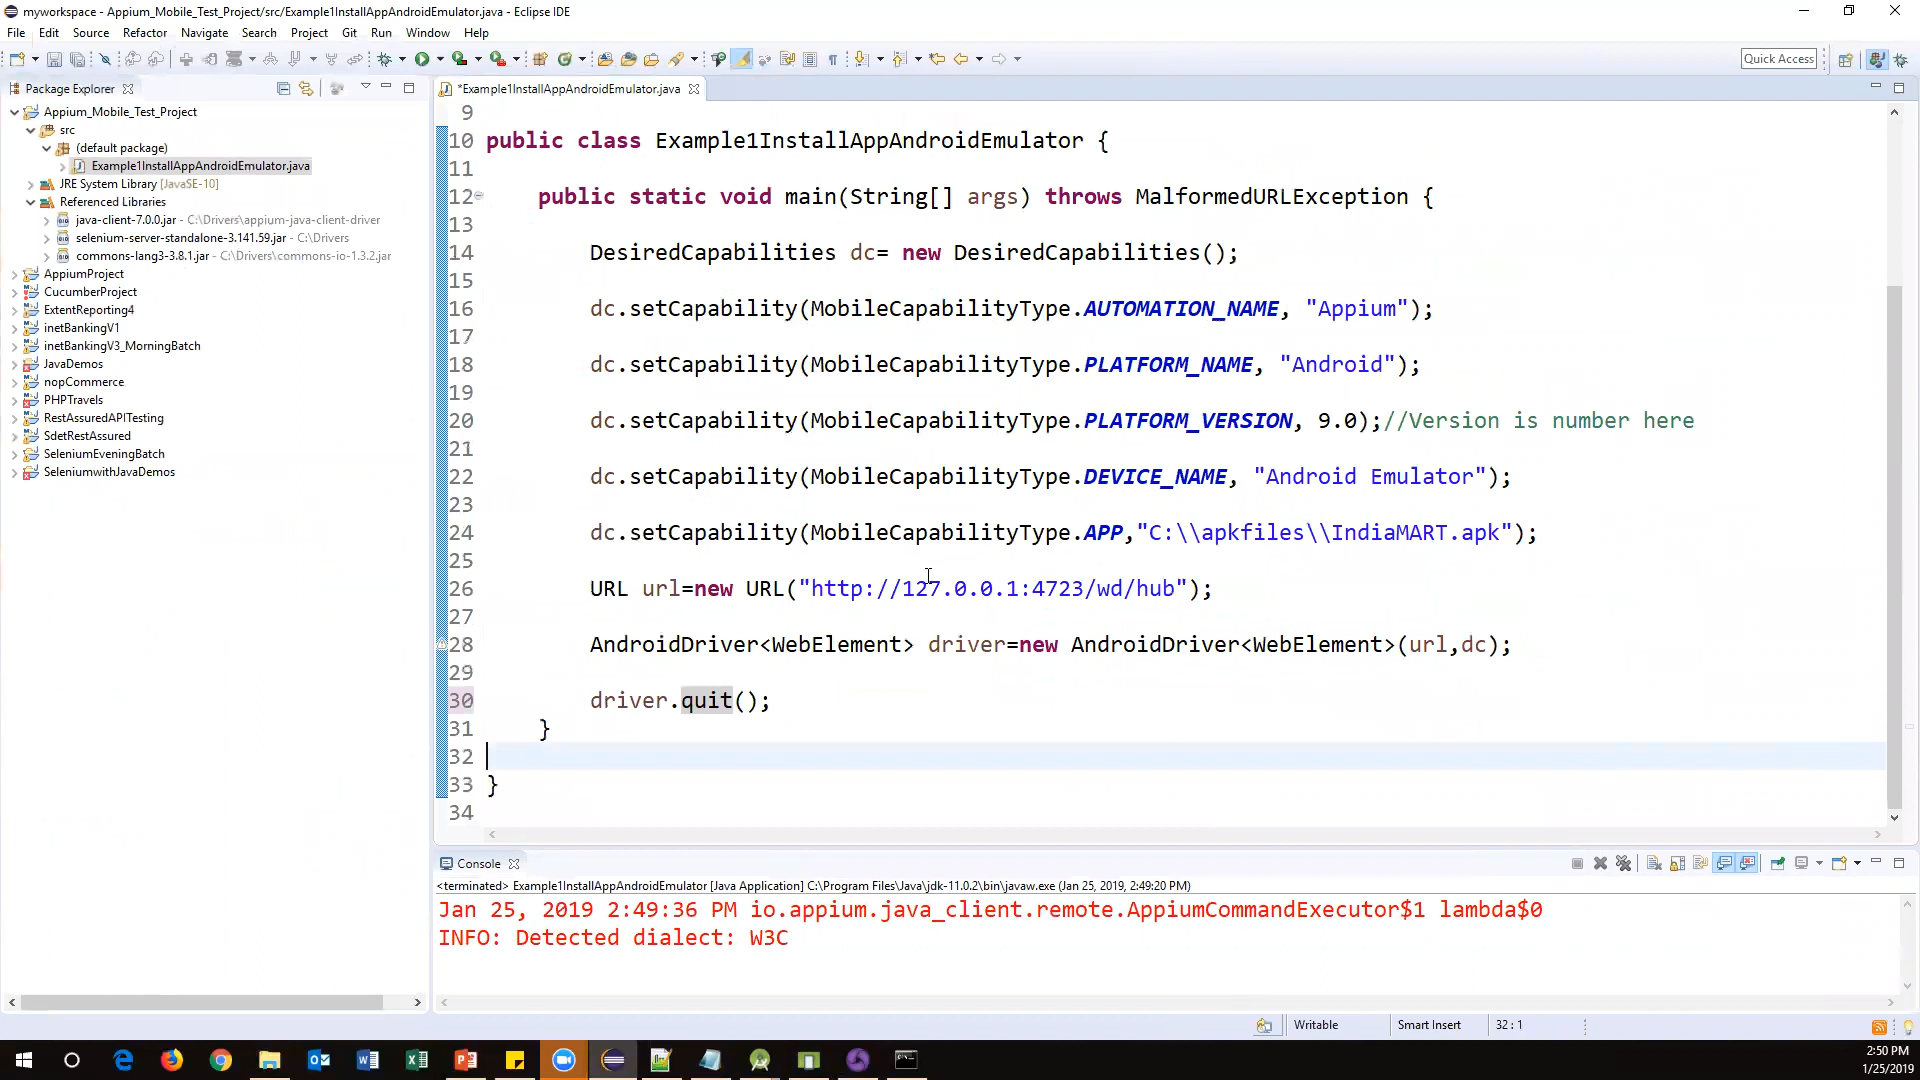 myworkspace - Appium_Mobile_Test_Project/src/Example1InstallAppAndroidEmulator.java - Eclipse IDE
File Edit Source Refactor Navigate Search Project Git Run Window Help
Quick Access
Package Explorer
Appium_Mobile_Test_Project
src
(default package)
Example1InstallAppAndroidEmulator.java
JRE System Library [JavaSE-10]
Referenced Libraries
java-client-7.0.0.jar - C:\Drivers\appium-java-client-driver
selenium-server-standalone-3.141.59.jar - C:\Drivers
commons-lang3-3.8.1.jar - C:\Drivers\commons-io-1.3.2.jar
AppiumProject
CucumberProject
ExtentReporting4
inetBankingV1
inetBankingV3_MorningBatch
JavaDemos
nopCommerce
PHPTravels
RestAssuredAPITesting
SdetRestAssured
SeleniumEveningBatch
SeleniumwithJavaDemos
*Example1InstallAppAndroidEmulator.java
9
10 public class Example1InstallAppAndroidEmulator {
11
12 public static void main(String[] args) throws MalformedURLException {
13
14 DesiredCapabilities dc= new DesiredCapabilities();
15
16 dc.setCapability(MobileCapabilityType.AUTOMATION_NAME, "Appium");
17
18 dc.setCapability(MobileCapabilityType.PLATFORM_NAME, "Android");
19
20 dc.setCapability(MobileCapabilityType.PLATFORM_VERSION, 9.0);//Version is number here
21
22 dc.setCapability(MobileCapabilityType.DEVICE_NAME, "Android Emulator");
23
24 dc.setCapability(MobileCapabilityType.APP,"C:\\apkfiles\\IndiaMART.apk");
25
26 URL url=new URL("http://127.0.0.1:4723/wd/hub");
27
28 AndroidDriver<WebElement> driver=new AndroidDriver<WebElement>(url,dc);
29
30 driver.quit();
31 }
32
33 }
34
Console
<terminated> Example1InstallAppAndroidEmulator [Java Application] C:\Program Files\Java\jdk-11.0.2\bin\javaw.exe (Jan 25, 2019, 2:49:20 PM)
Jan 25, 2019 2:49:36 PM io.appium.java_client.remote.AppiumCommandExecutor$1 lambda$0
INFO: Detected dialect: W3C
Writable Smart Insert 32 : 1
2:50 PM
1/25/2019